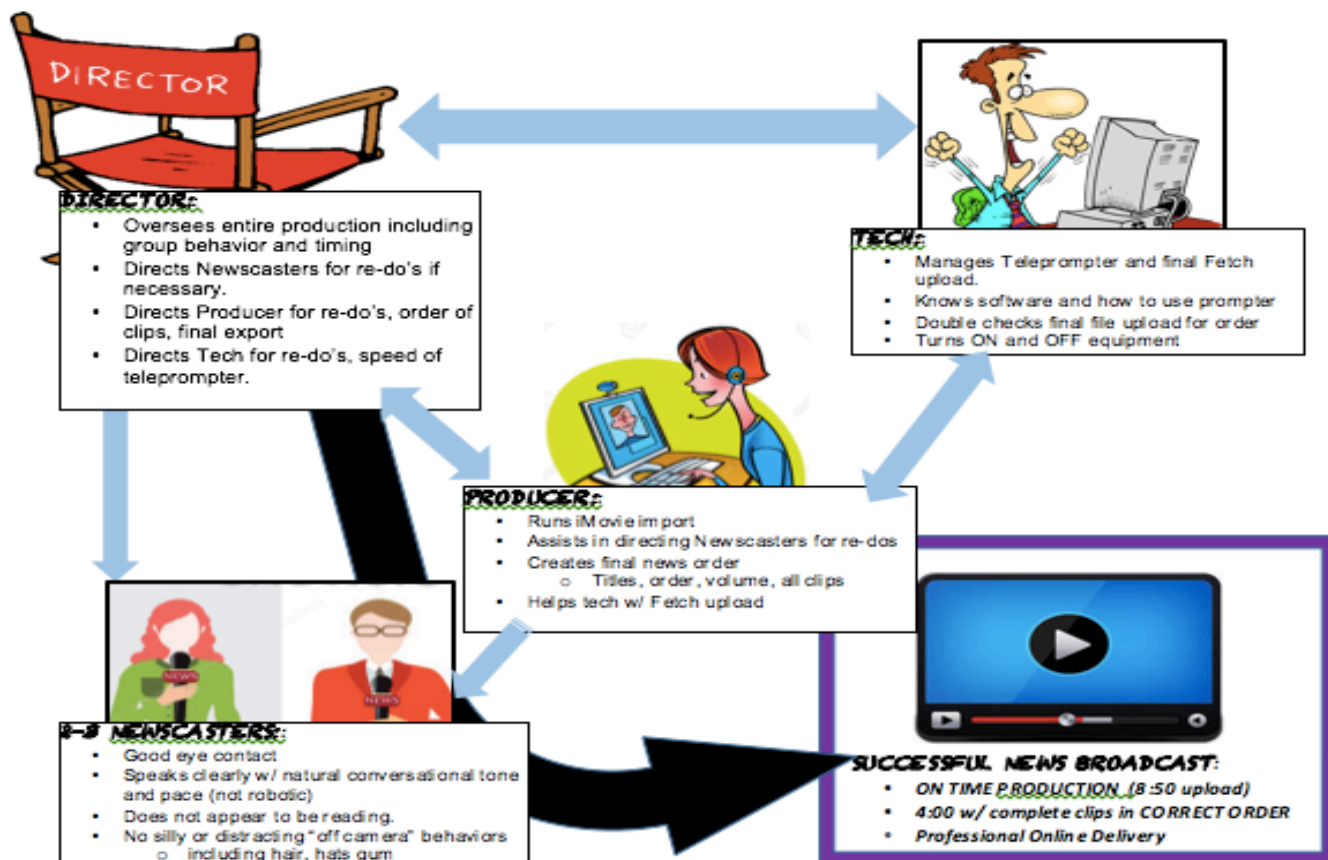 DIRECTOR
DIRECTOR:
• Oversees entire production including
group behavior and timing
• Directs Newscasters for re-do's if
necessary.
• Directs Producer for re-do's, order of
clips, final export
• Directs Tech for re-do's, speed of
teleprompter.
TECH:
• Manages Teleprompter and final Fetch
upload.
• Knows software and how to use prompter
• Double checks final file upload for order
• Turns ON and OFF equipment
PRODUCER:
• Runs iMovie import
• Assists in directing Newscasters for re-dos
• Creates final news order
o Titles, order, volume, all clips
• Helps tech w/ Fetch upload
NEWS
NEWS
NEWSCASTERS:
• Good eye contact
• Speaks clearly w/ natural conversational tone
and pace (not robotic)
• Does not appear to be reading.
• No silly or distracting "off camera" behaviors
o including hair, hats gum
SUCCESSFUL NEWS BROADCAST:
• ON TIME PRODUCTION (8:50 upload)
• 4:00 w/ complete clips in CORRECT ORDER
• Professional Online Delivery